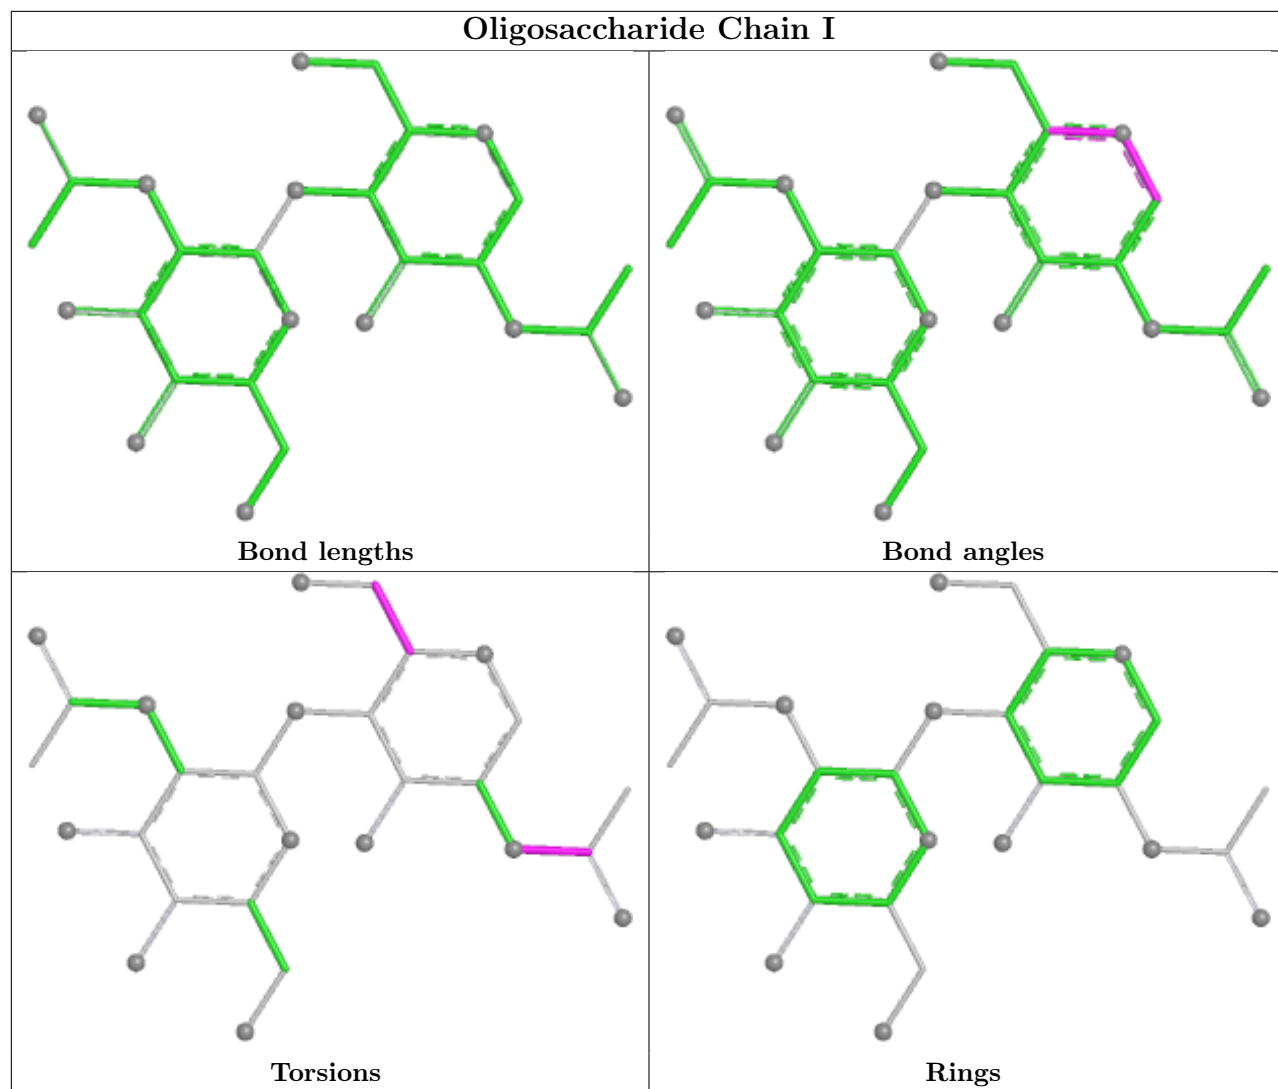 Oligosaccharide Chain I
Bond lengths
Bond angles
Torsions
Rings